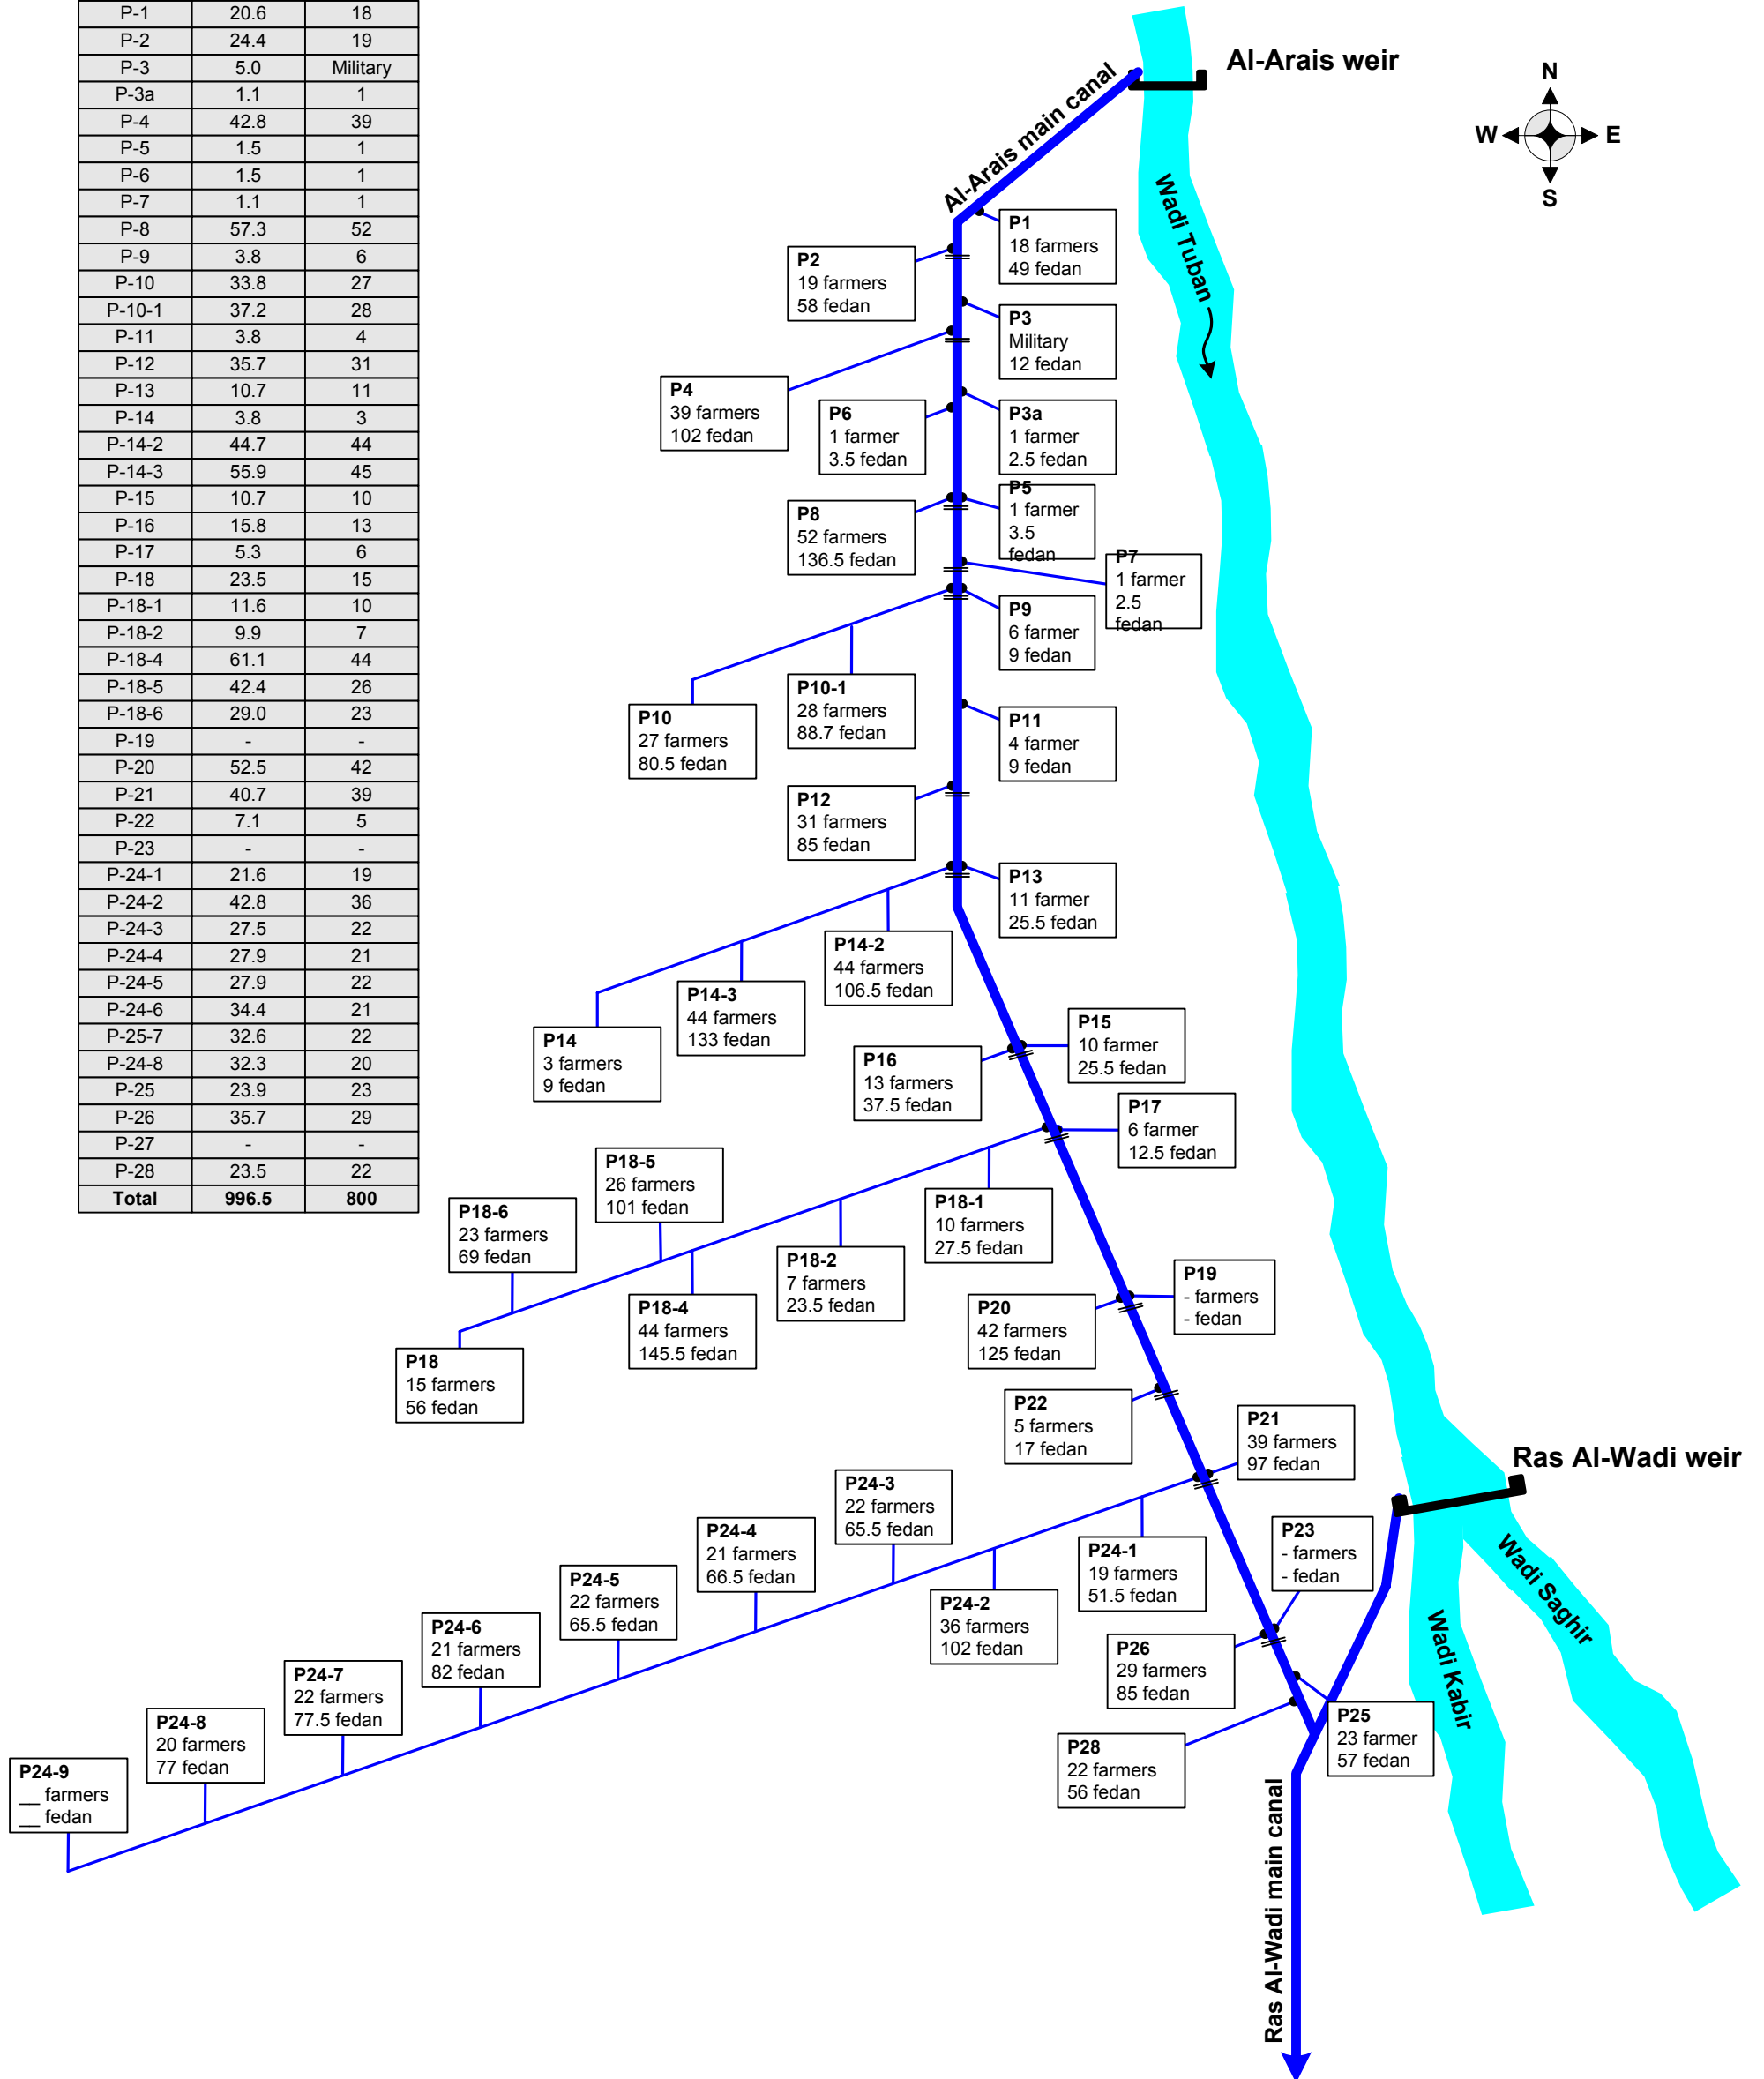 P-1 20.6 18
P-2 24.4 19
P-3 5.0 Military
P-3a 1.1 1
P-4 42.8 39
P-5 1.5 1
P-6 1.5 1
P-7 1.1 1
P-8 57.3 52
P-9 3.8 6
P-10 33.8 27
P-10-1 37.2 28
P-11 3.8 4
P-12 35.7 31
P-13 10.7 11
P-14 3.8 3
P-14-2 44.7 44
P-14-3 55.9 45
P-15 10.7 10
P-16 15.8 13
P-17 5.3 6
P-18 23.5 15
P-18-1 11.6 10
P-18-2 9.9 7
P-18-4 61.1 44
P-18-5 42.4 26
P-18-6 29.0 23
P-19 - -
P-20 52.5 42
P-21 40.7 39
P-22 7.1 5
P-23 - -
P-24-1 21.6 19
P-24-2 42.8 36
P-24-3 27.5 22
P-24-4 27.9 21
P-24-5 27.9 22
P-24-6 34.4 21
P-25-7 32.6 22
P-24-8 32.3 20
P-25 23.9 23
P-26 35.7 29
P-27 - -
P-28 23.5 22
Total 996.5 800
Al-Arais weir
N
W E
S
Al-Arais main canal
Wadi Tuban
P1
18 farmers
49 fedan
P2
19 farmers
58 fedan
P3
Military
12 fedan
P4
39 farmers
102 fedan
P6
1 farmer
3.5 fedan
P3a
1 farmer
2.5 fedan
P5
1 farmer
3.5
fedan
P8
52 farmers
136.5 fedan
P7
1 farmer
2.5
fedan
P9
6 farmer
9 fedan
P10-1
28 farmers
88.7 fedan
P10
27 farmers
80.5 fedan
P11
4 farmer
9 fedan
P12
31 farmers
85 fedan
P13
11 farmer
25.5 fedan
P14-2
44 farmers
106.5 fedan
P14-3
44 farmers
133 fedan
P14
3 farmers
9 fedan
P15
10 farmer
25.5 fedan
P16
13 farmers
37.5 fedan
P17
6 farmer
12.5 fedan
P18-5
26 farmers
101 fedan
P18-1
10 farmers
27.5 fedan
P18-6
23 farmers
69 fedan
P18-2
7 farmers
23.5 fedan
P18-4
44 farmers
145.5 fedan
P18
15 farmers
56 fedan
P19
- farmers
- fedan
P20
42 farmers
125 fedan
P22
5 farmers
17 fedan
P21
39 farmers
97 fedan
Ras Al-Wadi weir
P24-3
22 farmers
65.5 fedan
P24-4
21 farmers
66.5 fedan
P24-1
19 farmers
51.5 fedan
P23
- farmers
- fedan
P24-5
22 farmers
65.5 fedan
P24-2
36 farmers
102 fedan
P24-6
21 farmers
82 fedan
P26
29 farmers
85 fedan
P24-7
22 farmers
77.5 fedan
P24-8
20 farmers
77 fedan
P25
23 farmer
57 fedan
P28
22 farmers
56 fedan
P24-9
__ farmers
__ fedan
Wadi Saghir
Wadi Kabir
Ras Al-Wadi main canal